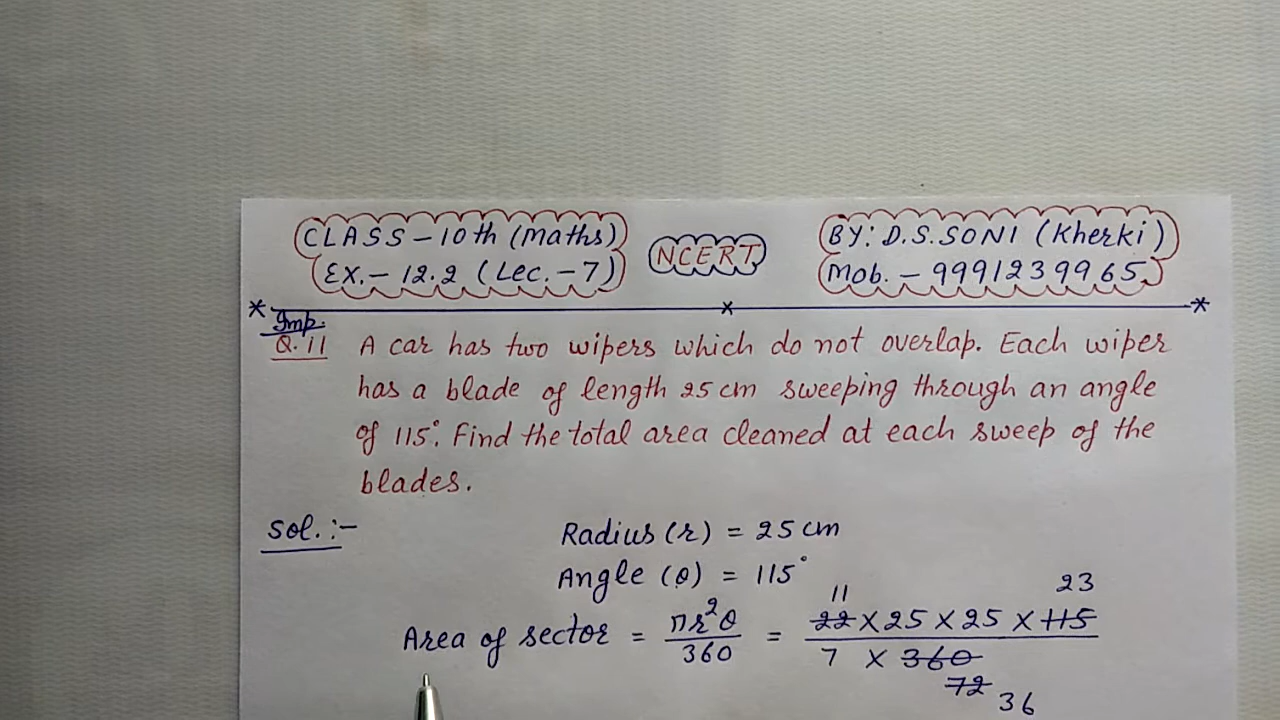 CLASS-10th (Maths)
EX.-12.2 (Lec.-7)
NCERT
BY: D.S.SONI (Kherki)
Mob.-9991239965
Imp.
Q.11 A car has two wipers which do not overlap. Each wiper
has a blade of length 25 cm sweeping through an angle
of 115°. Find the total area cleaned at each sweep of the
blades.
Sol.:-
Radius (r) = 25 cm
Angle (θ) = 115°
11 23
Area of sector = πr²θ/360 = 22 × 25 × 25 × 115 / 7 × 360
72 36